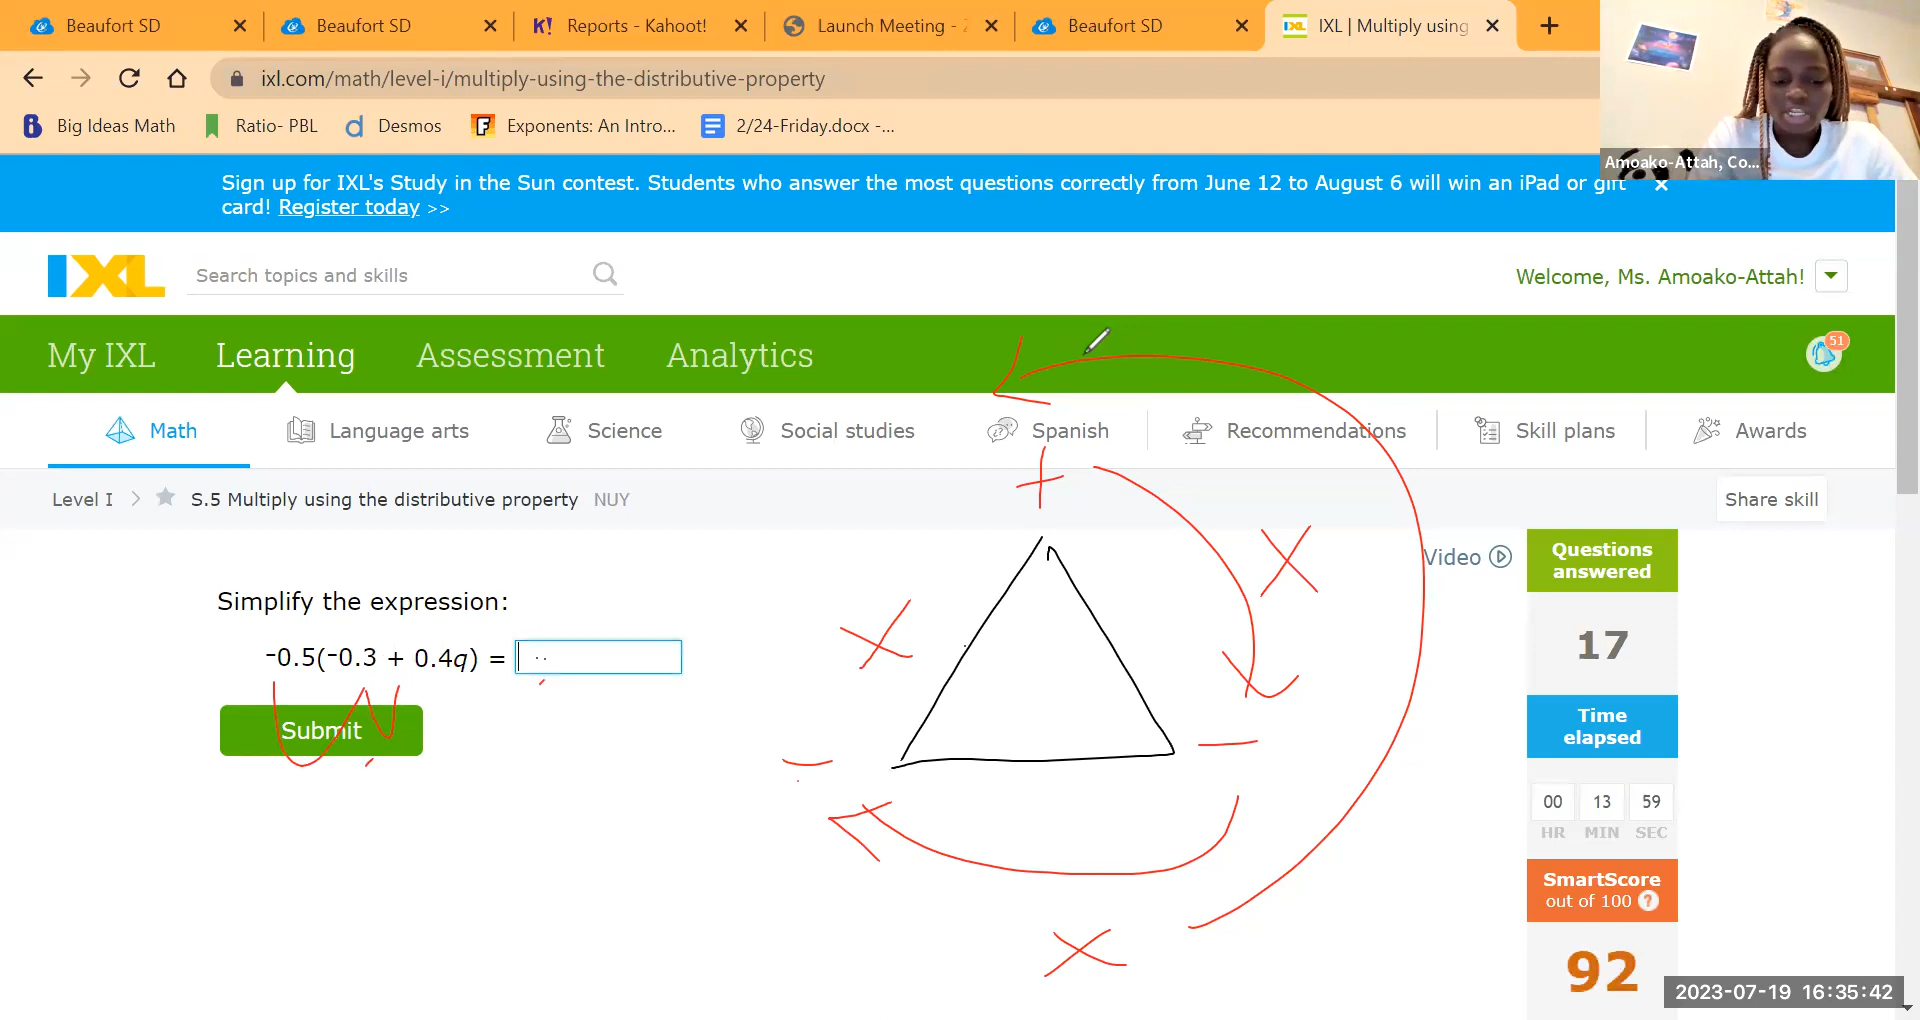 Beaufort SD
Beaufort SD
Reports - Kahoot!
Launch Meeting -
Beaufort SD
IXL | Multiply using
ixl.com/math/level-i/multiply-using-the-distributive-property
Big Ideas Math
Ratio- PBL
Desmos
Exponents: An Intro...
2/24-Friday.docx -...
Amoako-Attah, Co...
Sign up for IXL's Study in the Sun contest. Students who answer the most questions correctly from June 12 to August 6 will win an iPad or gift
card! Register today >>
IXL
Search topics and skills
Welcome, Ms. Amoako-Attah!
My IXL
Learning
Assessment
Analytics
51
Math
Language arts
Science
Social studies
Spanish
Recommendations
Skill plans
Awards
Level I > S.5 Multiply using the distributive property NUY
Share skill
Video
Questions
answered
17
Simplify the expression:
-0.5(-0.3 + 0.4q) =
Submit
+
X
X
-
-
X
Time
elapsed
00 13 59
HR MIN SEC
SmartScore
out of 100 ?
92
2023-07-19 16:35:42